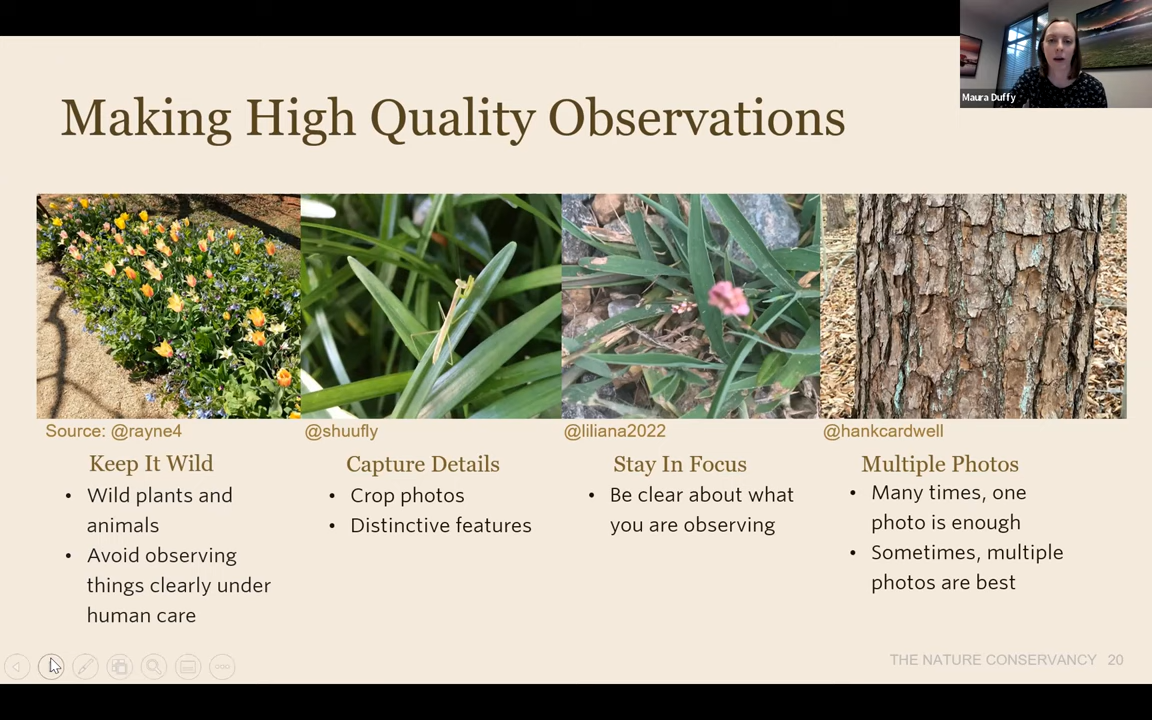 Maura Duffy
Making High Quality Observations
Source: @rayne4
@shuufly
@liliana2022
@hankcardwell
Keep It Wild
• Wild plants and
animals
• Avoid observing
things clearly under
human care
Capture Details
• Crop photos
• Distinctive features
Stay In Focus
• Be clear about what
you are observing
Multiple Photos
• Many times, one
photo is enough
• Sometimes, multiple
photos are best
THE NATURE CONSERVANCY 20